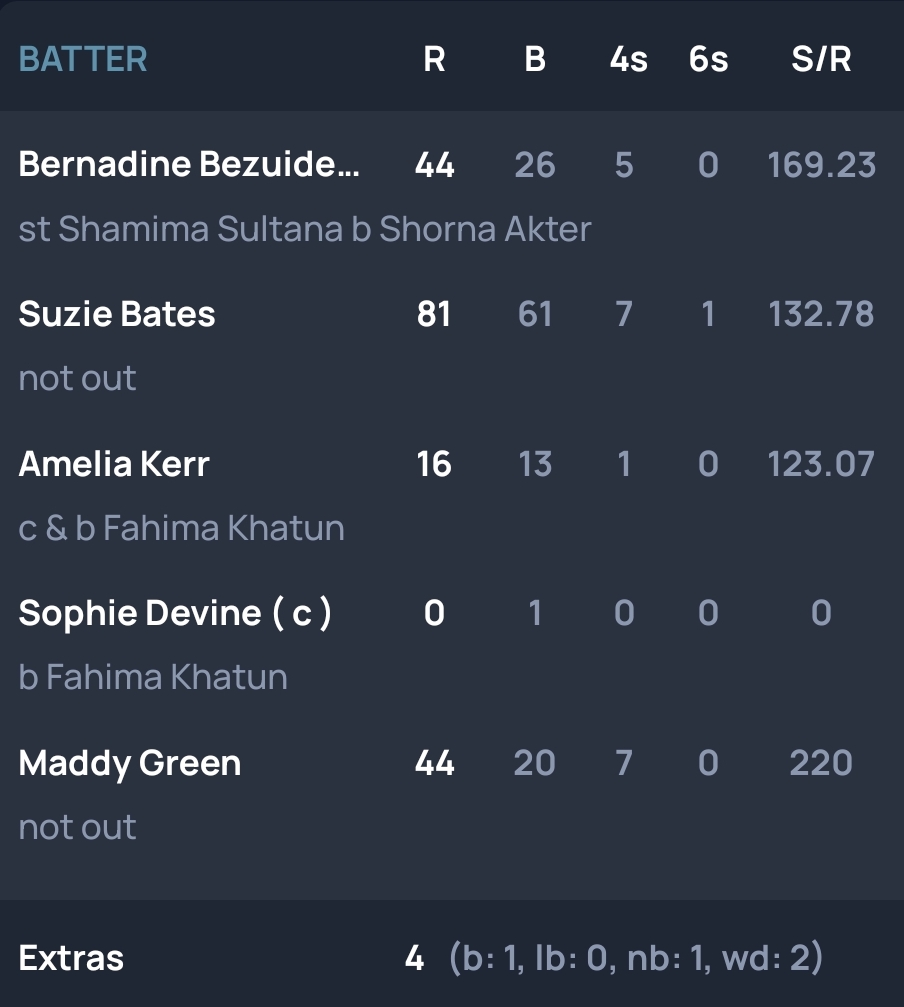 BATTER R B 4s 6s S/R
Bernadine Bezuide... 44 26 5 0 169.23
st Shamima Sultana b Shorna Akter
Suzie Bates 81 61 7 1 132.78
not out
Amelia Kerr 16 13 1 0 123.07
c & b Fahima Khatun
Sophie Devine ( c ) 0 1 0 0 0
b Fahima Khatun
Maddy Green 44 20 7 0 220
not out
Extras 4 (b: 1, lb: 0, nb: 1, wd: 2)